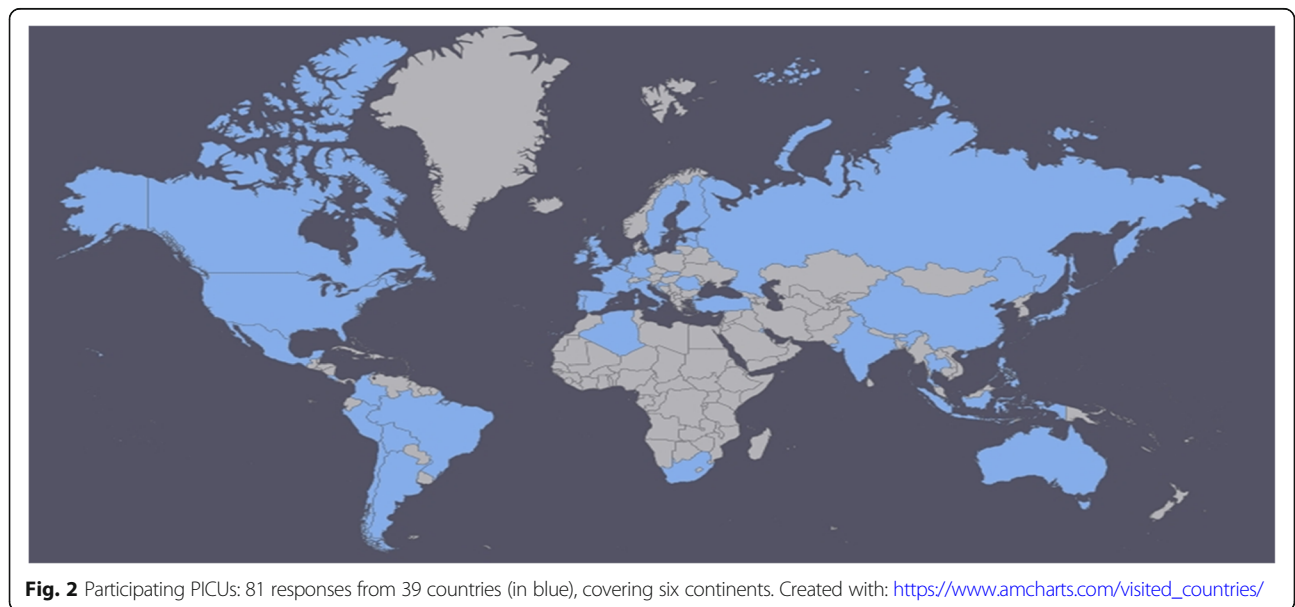 Fig. 2 Participating PICUs: 81 responses from 39 countries (in blue), covering six continents. Created with: https://www.amcharts.com/visited_countries/